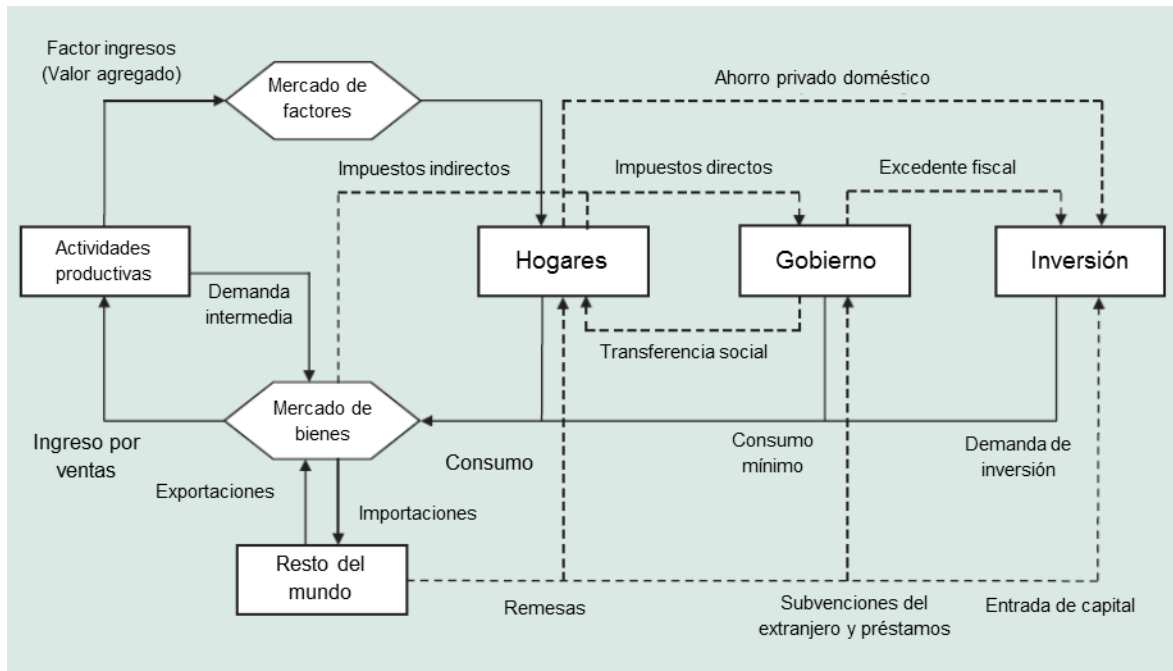 Factor ingresos
(Valor agregado)
Mercado de
factores
Ahorro privado doméstico
Impuestos indirectos
Impuestos directos
Excedente fiscal
Actividades
productivas
Hogares
Gobierno
Inversión
Demanda
intermedia
Transferencia social
Mercado de
bienes
Ingreso por
ventas
Consumo
Consumo
mínimo
Demanda de
inversión
Exportaciones
Importaciones
Resto del
mundo
Remesas
Subvenciones del
extranjero y préstamos
Entrada de capital